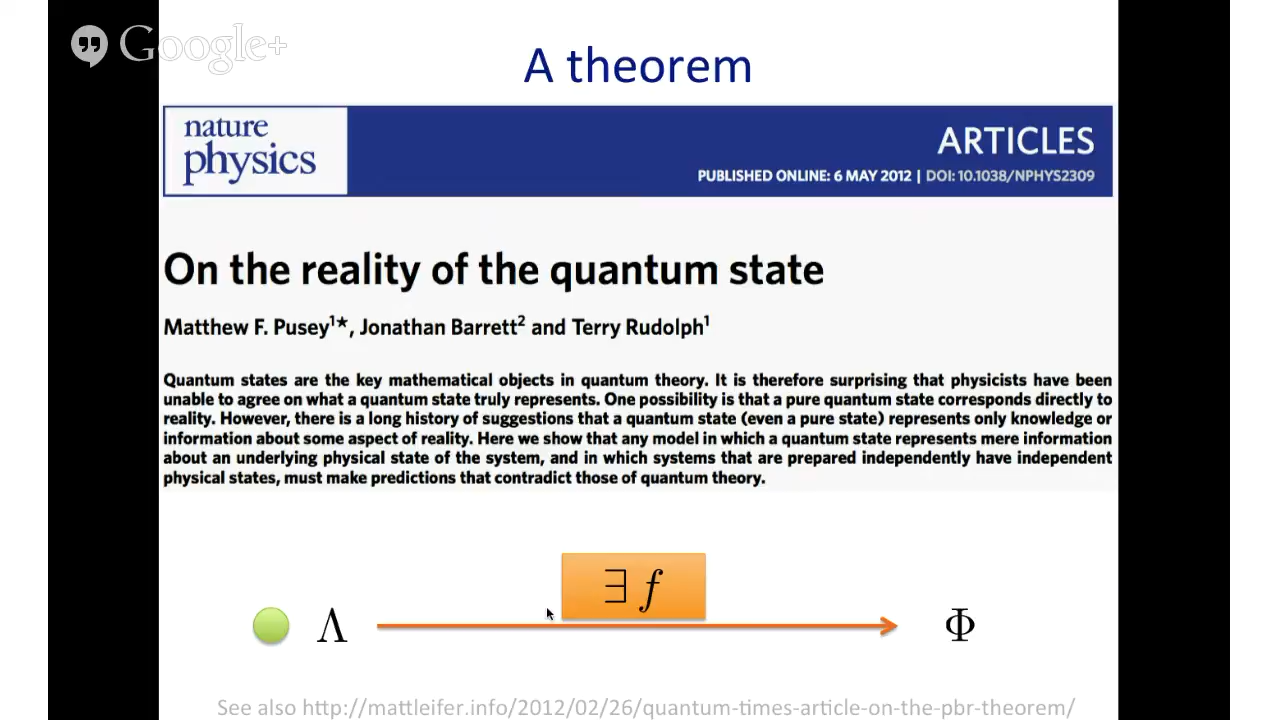 Google+
A theorem
nature
physics
ARTICLES
PUBLISHED ONLINE: 6 MAY 2012 | DOI: 10.1038/NPHYS2309
On the reality of the quantum state
Matthew F. Pusey¹★, Jonathan Barrett² and Terry Rudolph¹
Quantum states are the key mathematical objects in quantum theory. It is therefore surprising that physicists have been
unable to agree on what a quantum state truly represents. One possibility is that a pure quantum state corresponds directly to
reality. However, there is a long history of suggestions that a quantum state (even a pure state) represents only knowledge or
information about some aspect of reality. Here we show that any model in which a quantum state represents mere information
about an underlying physical state of the system, and in which systems that are prepared independently have independent
physical states, must make predictions that contradict those of quantum theory.
∃ f
Λ Φ
See also http://mattleifer.info/2012/02/26/quantum-times-article-on-the-pbr-theorem/